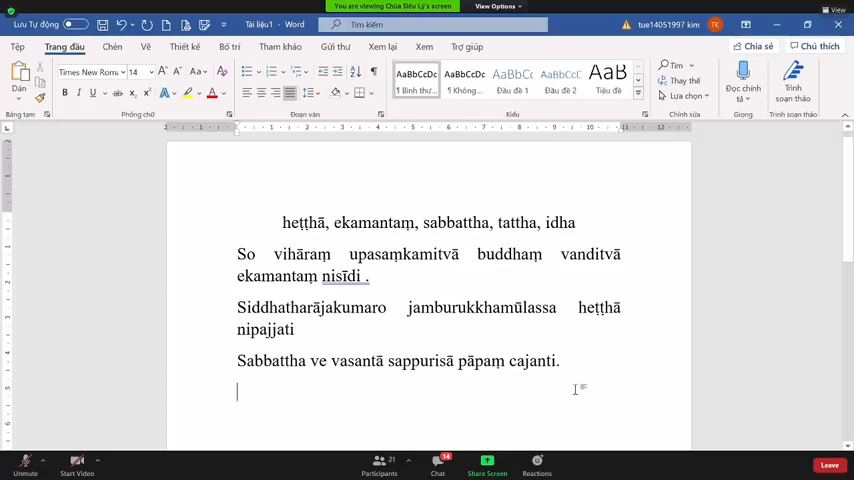 You are viewing Chùa Siêu Lý's screen
View Options
View
Lưu Tự động
Tài liệu1 - Word
Tìm kiếm
tue14051997 kim
TK
Tệp
Trang đầu
Chèn
Vẽ
Thiết kế
Bố trí
Tham khảo
Gửi thư
Xem lại
Xem
Trợ giúp
Chia sẻ
Chú thích
Dán
Times New Roma
14
AaBbCcDc
AaBbCcDc
AaBbCc
AaBbCcD
AaB
¶ Bình thư...
¶ Không...
Đầu đề 1
Đầu đề 2
Tiêu đề
Tìm
Thay thế
Lựa chọn
Đọc chính tả
Trình soạn thảo
Bảng tạm
Phông chữ
Đoạn văn
Kiểu
Chỉnh sửa
Giọng
Trình soạn thảo
heṭṭhā, ekamantaṃ, sabbattha, tattha, idha
So vihāraṃ upasaṃkamitvā buddhaṃ vanditvā
ekamantaṃ nisīdi .
Siddhatharājakumaro jamburukkhamūlassa heṭṭhā
nipajjati
Sabbattha ve vasantā sappurisā pāpaṃ cajanti.
Unmute
Start Video
21
Participants
14
Chat
Share Screen
Reactions
Leave